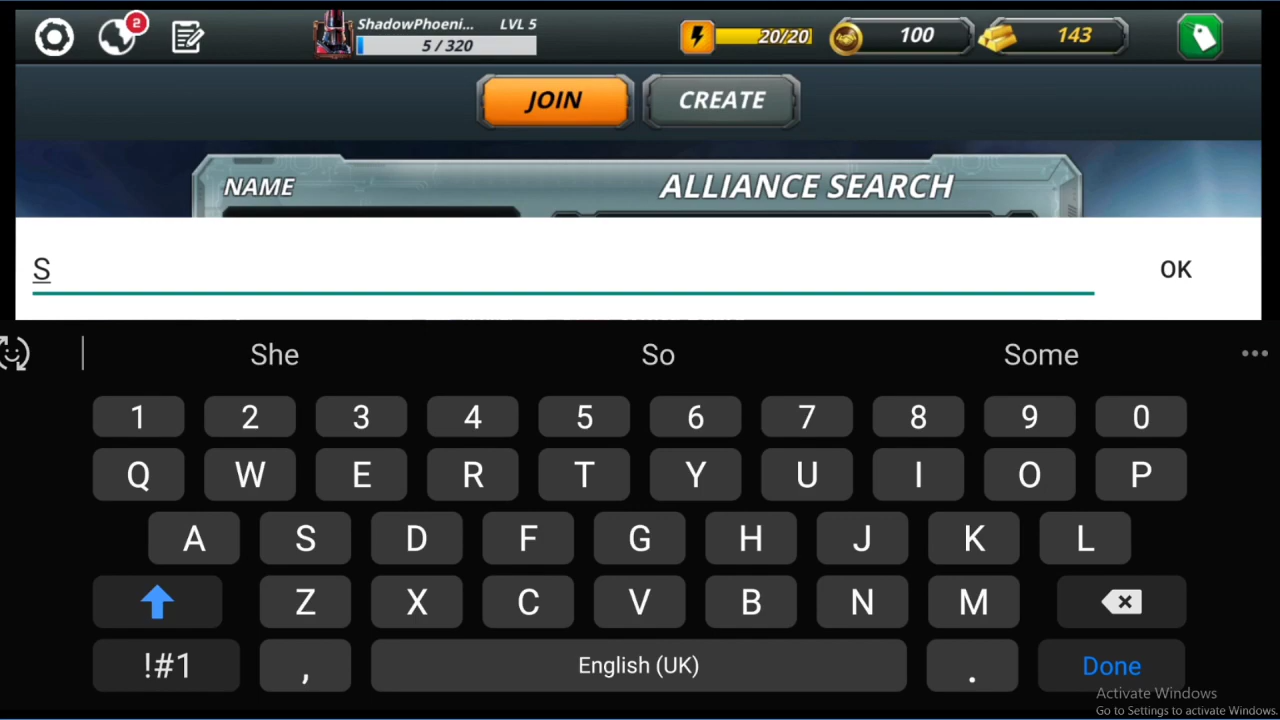 2
ShadowPhoeni... LVL 5
5 / 320
20/20
100
143
JOIN
CREATE
NAME
ALLIANCE SEARCH
S
OK
She So Some
1 2 3 4 5 6 7 8 9 0
Q W E R T Y U I O P
A S D F G H J K L
Z X C V B N M
!#1 , English (UK) . Done
Activate Windows
Go to Settings to activate Windows.